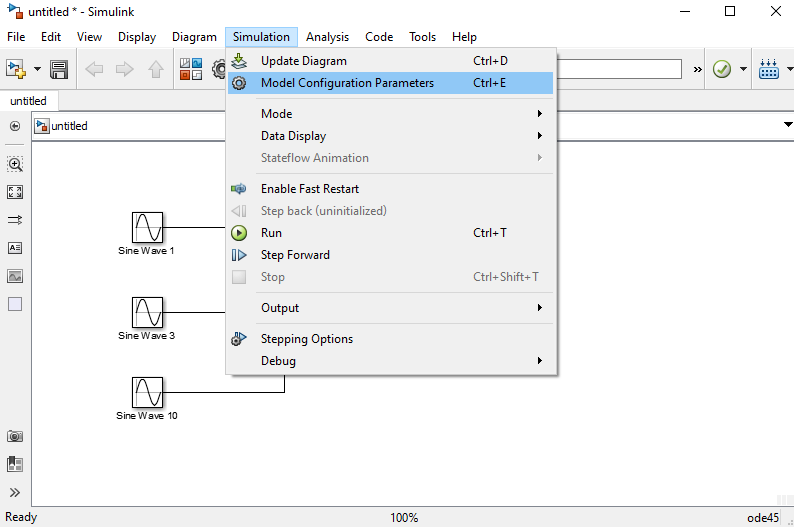 untitled * - Simulink
File Edit View Display Diagram Simulation Analysis Code Tools Help
Update Diagram Ctrl+D
Model Configuration Parameters Ctrl+E
untitled
untitled
Mode
Data Display
Stateflow Animation
Enable Fast Restart
Step back (uninitialized)
Run Ctrl+T
Sine Wave 1
Step Forward
Stop Ctrl+Shift+T
Output
Sine Wave 3
Stepping Options
Debug
Sine Wave 10
Ready 100% ode45